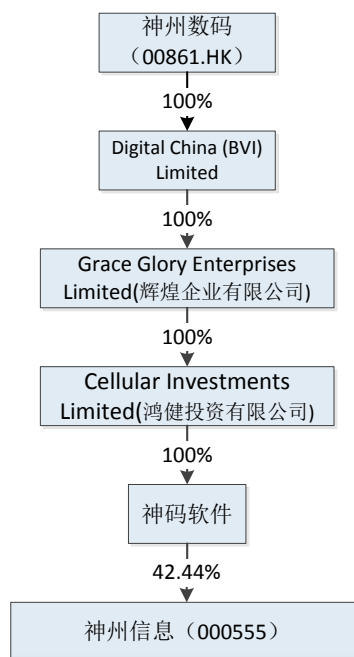 神州数码
（00861.HK）
100%
Digital China (BVI)
Limited
100%
Grace Glory Enterprises
Limited(辉煌企业有限公司)
100%
Cellular Investments
Limited(鸿健投资有限公司)
100%
神码软件
42.44%
神州信息（000555）